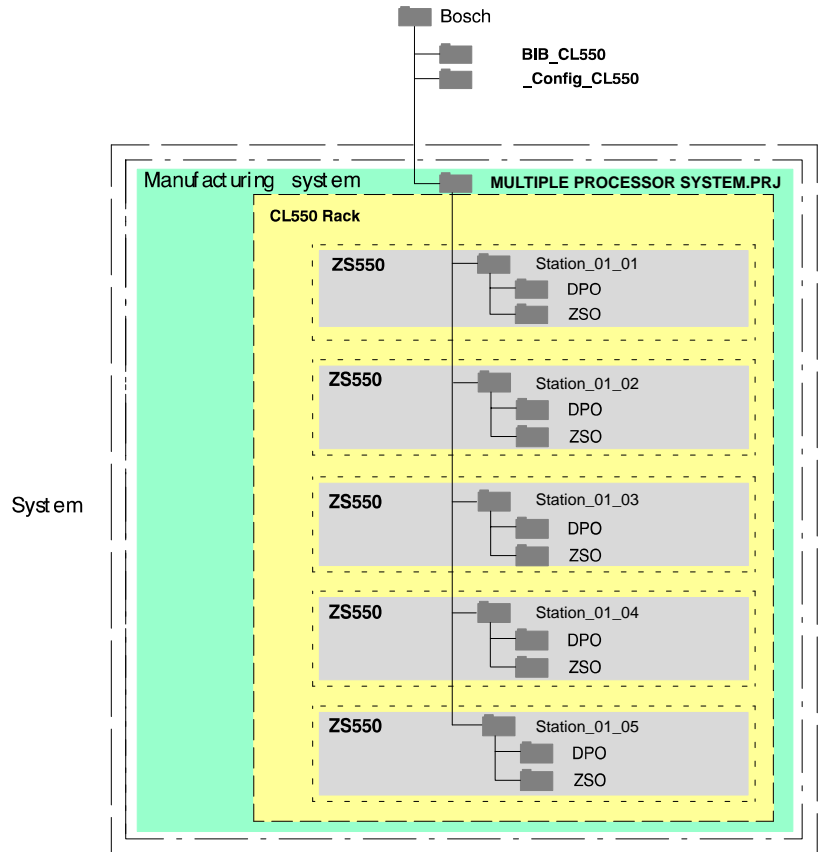 Bosch
BIB_CL550
_Config_CL550
Manufacturing system
MULTIPLE PROCESSOR SYSTEM.PRJ
CL550 Rack
ZS550
Station_01_01
DPO
ZSO
ZS550
Station_01_02
DPO
ZSO
System
ZS550
Station_01_03
DPO
ZSO
ZS550
Station_01_04
DPO
ZSO
ZS550
Station_01_05
DPO
ZSO